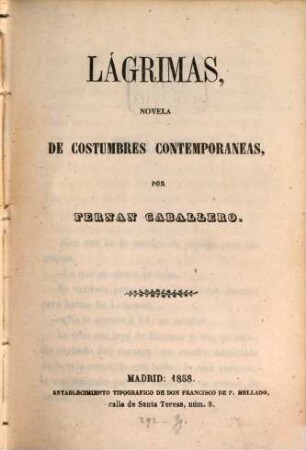 LÁGRIMAS,
NOVELA
DE COSTUMBRES CONTEMPORANEAS,
POR
FERNAN CABALLERO.
MADRID: 1858.
ESTABLECIMIENTO TIPOGRAFICO DE DON FRANCISCO DE P. MELLADO,
calle de Santa Teresa, núm. 8.